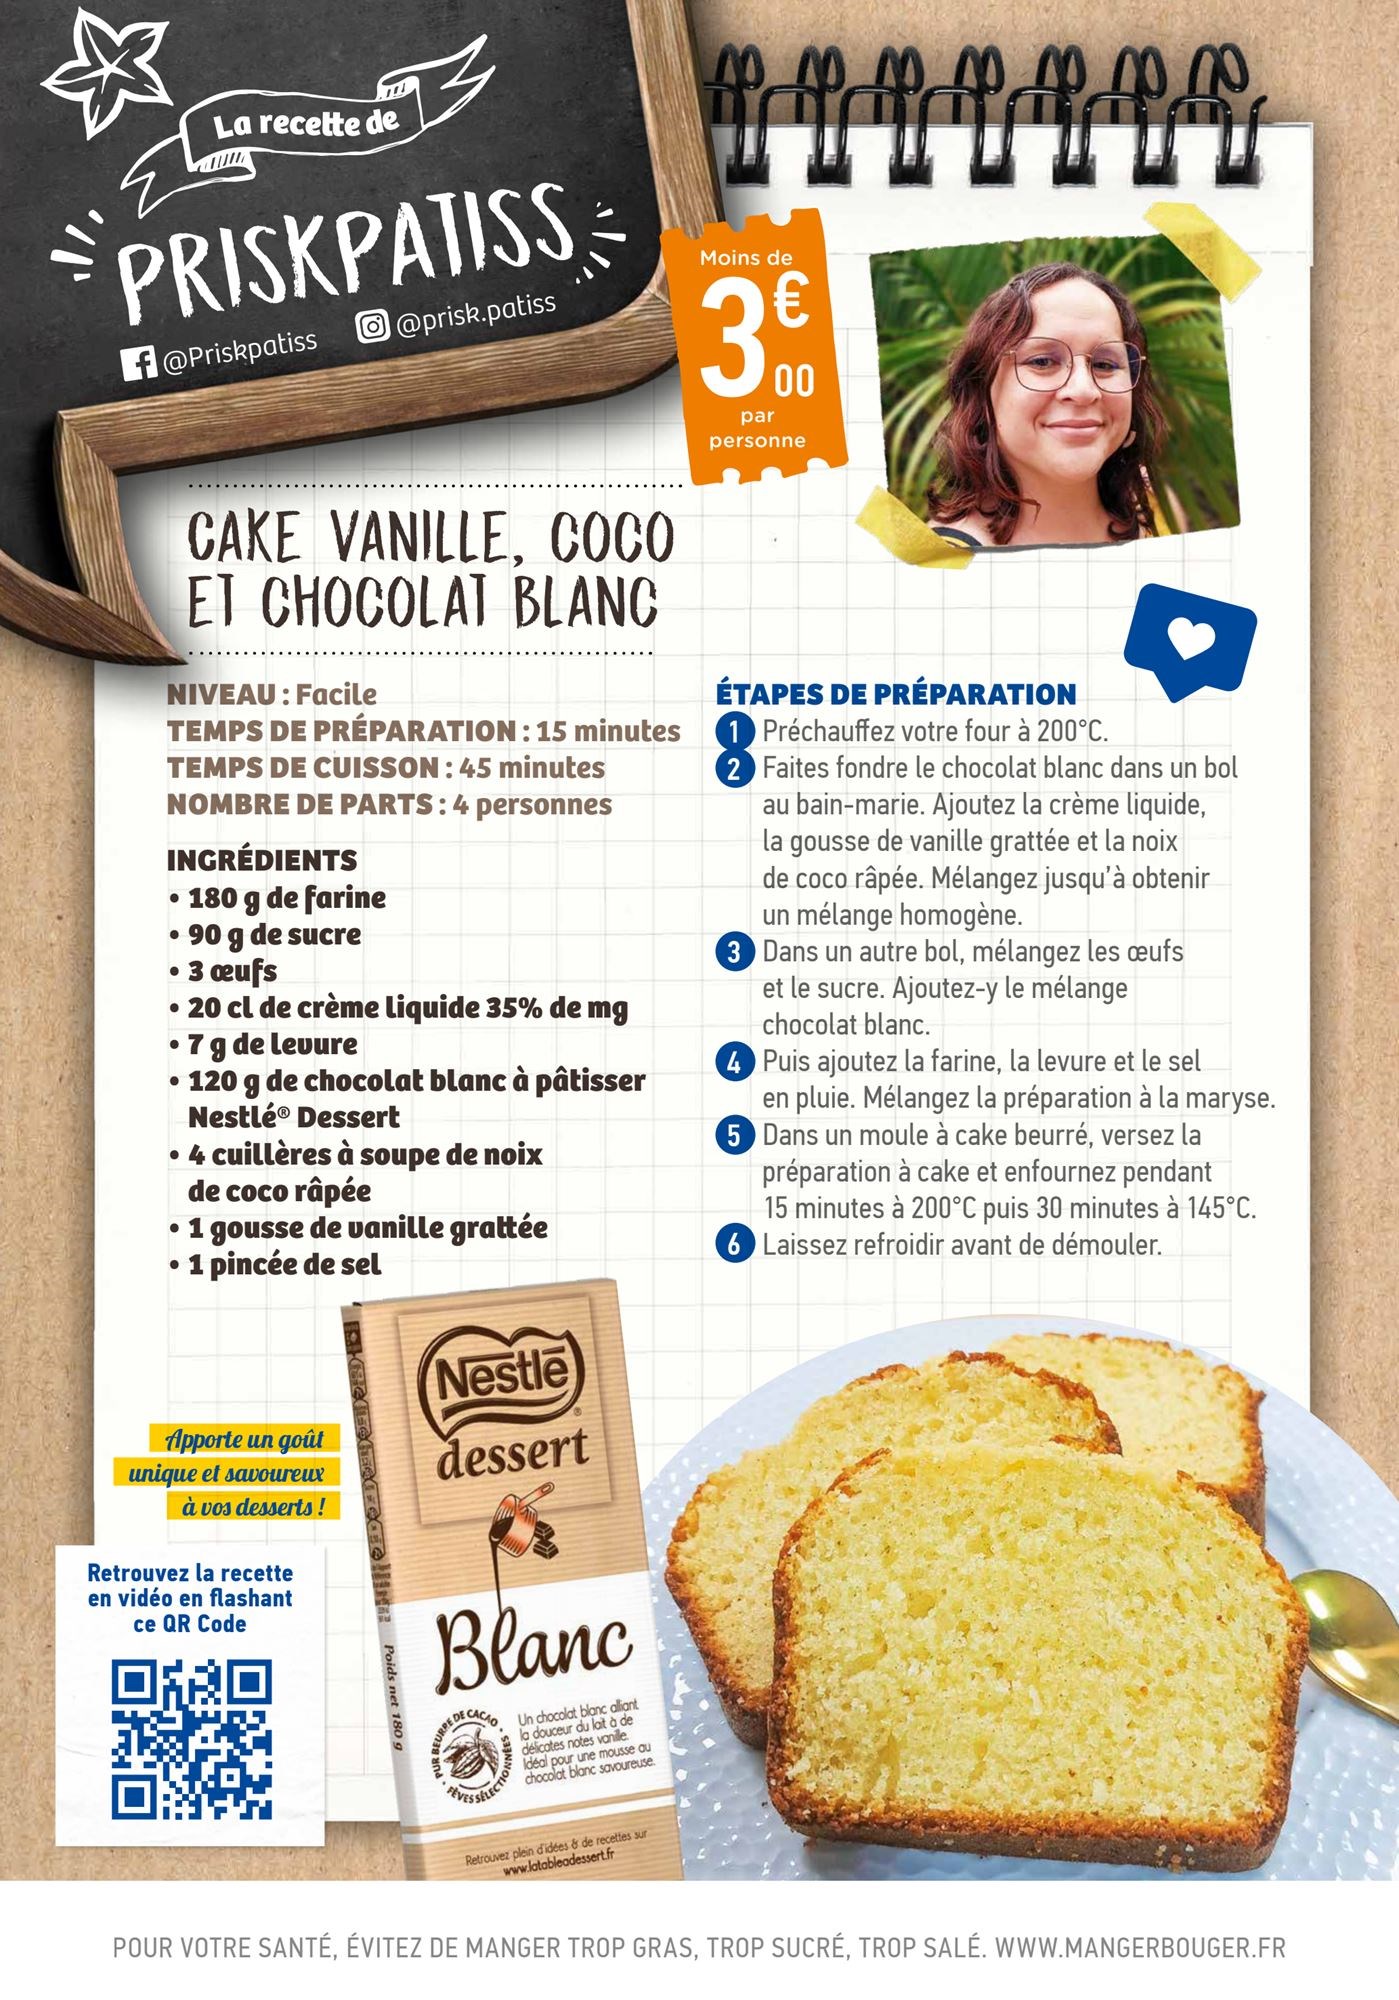 La recette de
PRISKPATISS
@Priskpatiss @prisk.patiss
Moins de
3€00
par
personne
CAKE VANILLE, COCO
ET CHOCOLAT BLANC
NIVEAU : Facile
TEMPS DE PRÉPARATION : 15 minutes
TEMPS DE CUISSON : 45 minutes
NOMBRE DE PARTS : 4 personnes
INGRÉDIENTS
• 180 g de farine
• 90 g de sucre
• 3 œufs
• 20 cl de crème liquide 35% de mg
• 7 g de levure
• 120 g de chocolat blanc à pâtisser
Nestlé® Dessert
• 4 cuillères à soupe de noix
de coco râpée
• 1 gousse de vanille grattée
• 1 pincée de sel
ÉTAPES DE PRÉPARATION
1 Préchauffez votre four à 200°C.
2 Faites fondre le chocolat blanc dans un bol
au bain-marie. Ajoutez la crème liquide,
la gousse de vanille grattée et la noix
de coco râpée. Mélangez jusqu'à obtenir
un mélange homogène.
3 Dans un autre bol, mélangez les œufs
et le sucre. Ajoutez-y le mélange
chocolat blanc.
4 Puis ajoutez la farine, la levure et le sel
en pluie. Mélangez la préparation à la maryse.
5 Dans un moule à cake beurré, versez la
préparation à cake et enfournez pendant
15 minutes à 200°C puis 30 minutes à 145°C.
6 Laissez refroidir avant de démouler.
Apporte un goût
unique et savoureux
à vos desserts !
Retrouvez la recette
en vidéo en flashant
ce QR Code
Nestlé®
dessert
Blanc
Poids net 180 g
PUR BEURRE DE CACAO
FÈVES SÉLECTIONNÉES
Un chocolat blanc alliant
la douceur du lait à de
délicates notes vanille.
Idéal pour une mousse au
chocolat blanc savoureuse.
Retrouvez plein d'idées & de recettes sur
www.latableadessert.fr
POUR VOTRE SANTÉ, ÉVITEZ DE MANGER TROP GRAS, TROP SUCRÉ, TROP SALÉ. WWW.MANGERBOUGER.FR